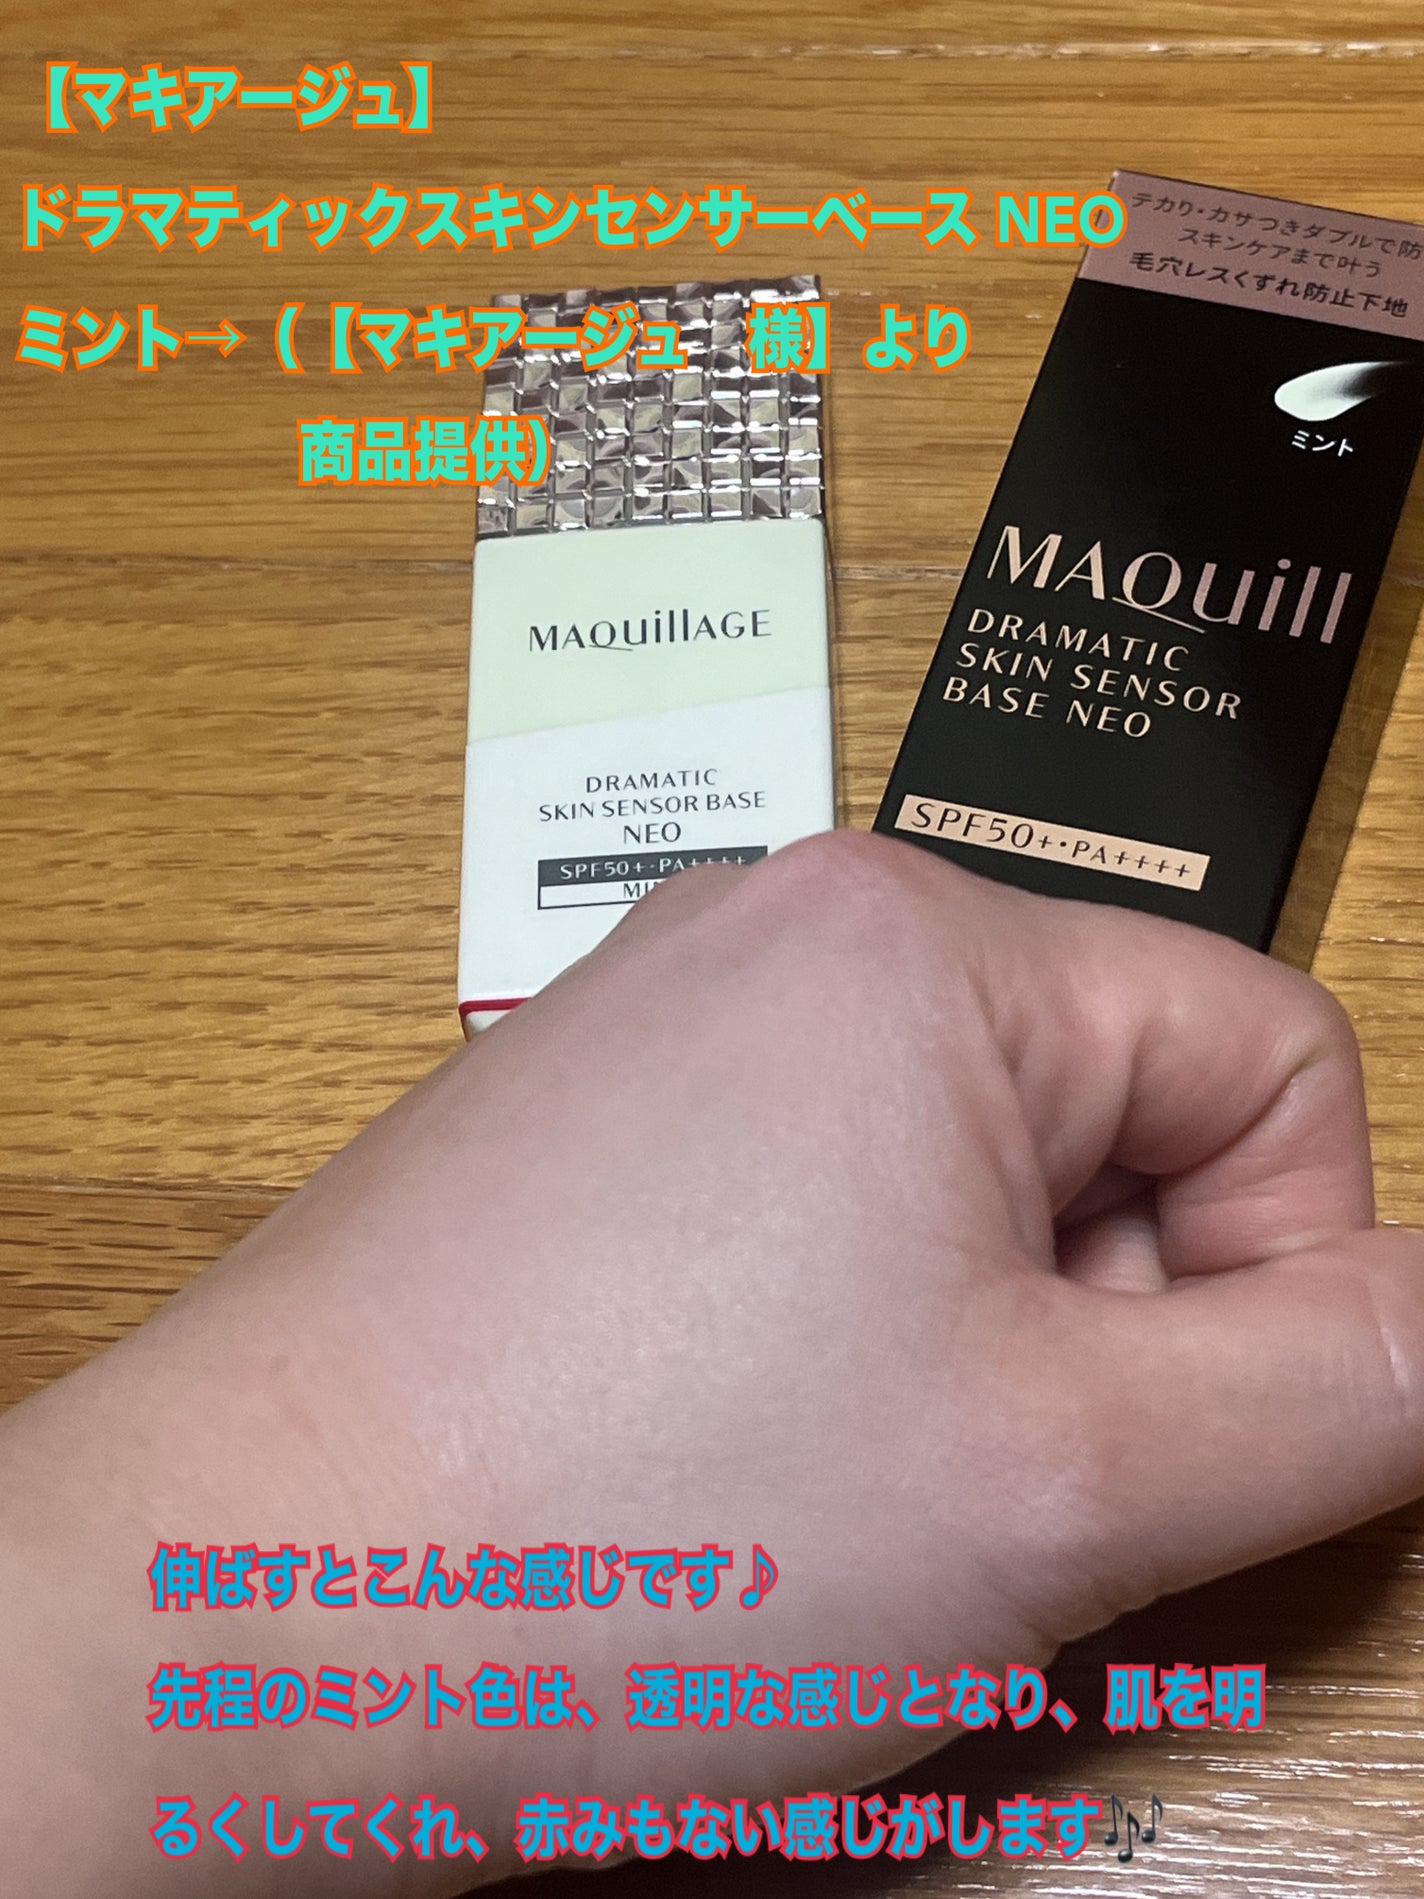 【マキアージュ】
ドラマティックスキンセンサーベース NEO
ミント→（【マキアージュ　様】より
商品提供）
テカリ・カサつきダブルで防
スキンケアまで叶う
毛穴レスくずれ防止下地
ミント
MAQuill
DRAMATIC
SKIN SENSOR
BASE NEO
SPF50+・PA++++
MAQuillAGE
DRAMATIC
SKIN SENSOR BASE
NEO
SPF50+・PA++++
伸ばすとこんな感じです♪
先程のミント色は、透明な感じとなり、肌を明
るくしてくれ、赤みもない感じがします🎶